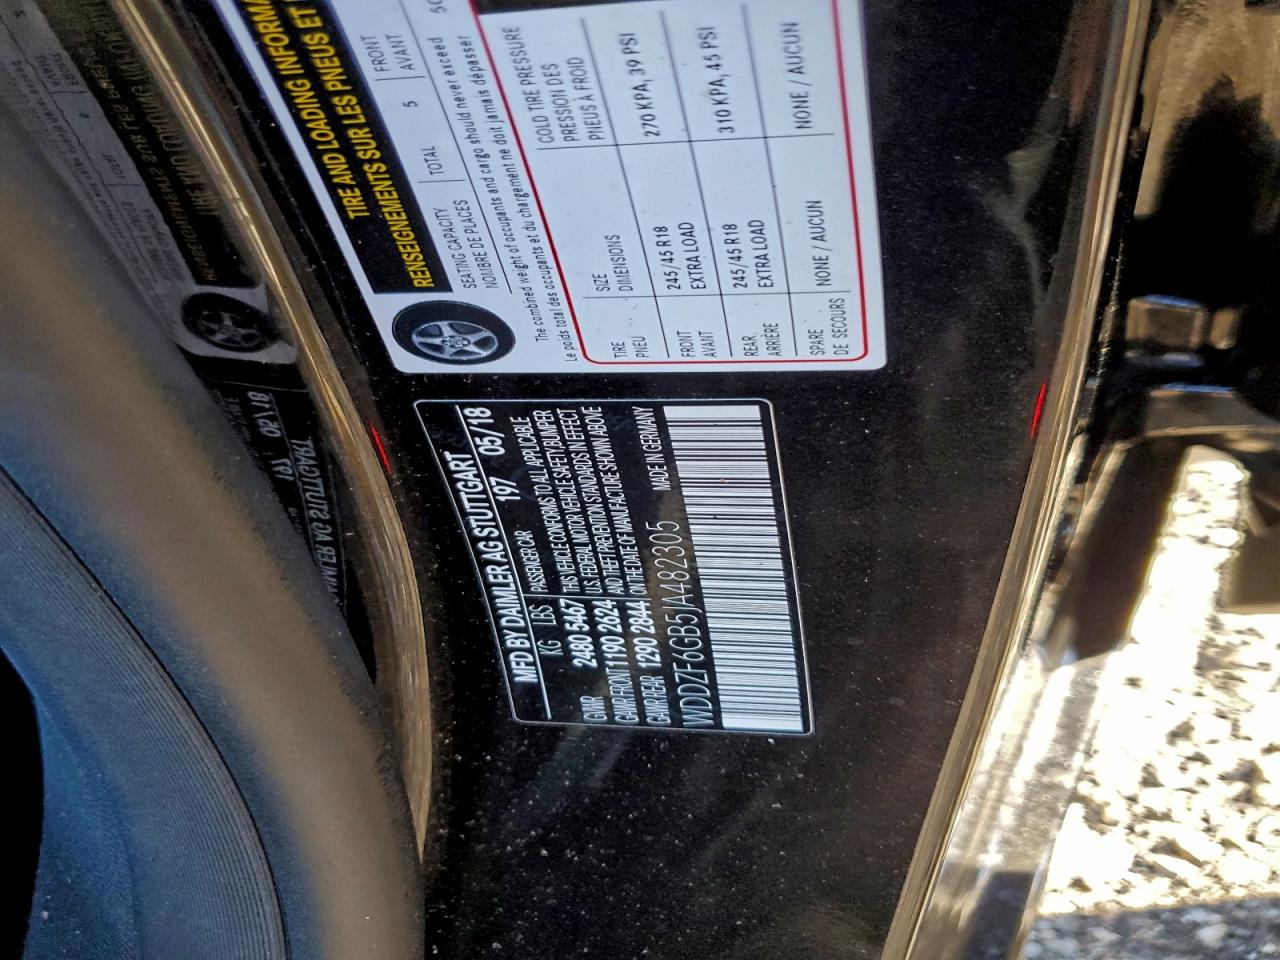 TIRE AND LOADING INFORMA
RENSEIGNEMENTS SUR LES PNEUS ET
SEATING CAPACITY
NOMBRE DE PLACES
TOTAL 5
FRONT
AVANT
The combined weight of occupants and cargo should never exceed
Le poids total des occupants et du chargement ne doit jamais dépasser
TIRE
PNEU
SIZE
DIMENSIONS
COLD TIRE PRESSURE
PRESSION DES
PNEUS À FROID
FRONT
AVANT
245/45 R18
EXTRA LOAD
270 KPA, 39 PSI
REAR
ARRIÈRE
245/45 R18
EXTRA LOAD
310 KPA, 45 PSI
SPARE
DE SECOURS
NONE / AUCUN
NONE / AUCUN
MFD BY DAIMLER AG STUTTGART
KG LBS PASSENGER CAR 197 05/18
GVWR 2480 5467
GAWR FRONT 1190 2624
GAWR REAR 1290 2844
THIS VEHICLE CONFORMS TO ALL APPLICABLE
U.S. FEDERAL MOTOR VEHICLE SAFETY, BUMPER
AND THEFT PREVENTION STANDARDS IN EFFECT
ON THE DATE OF MANUFACTURE SHOWN ABOVE
WDDZF6GB5JA482305 MADE IN GERMANY